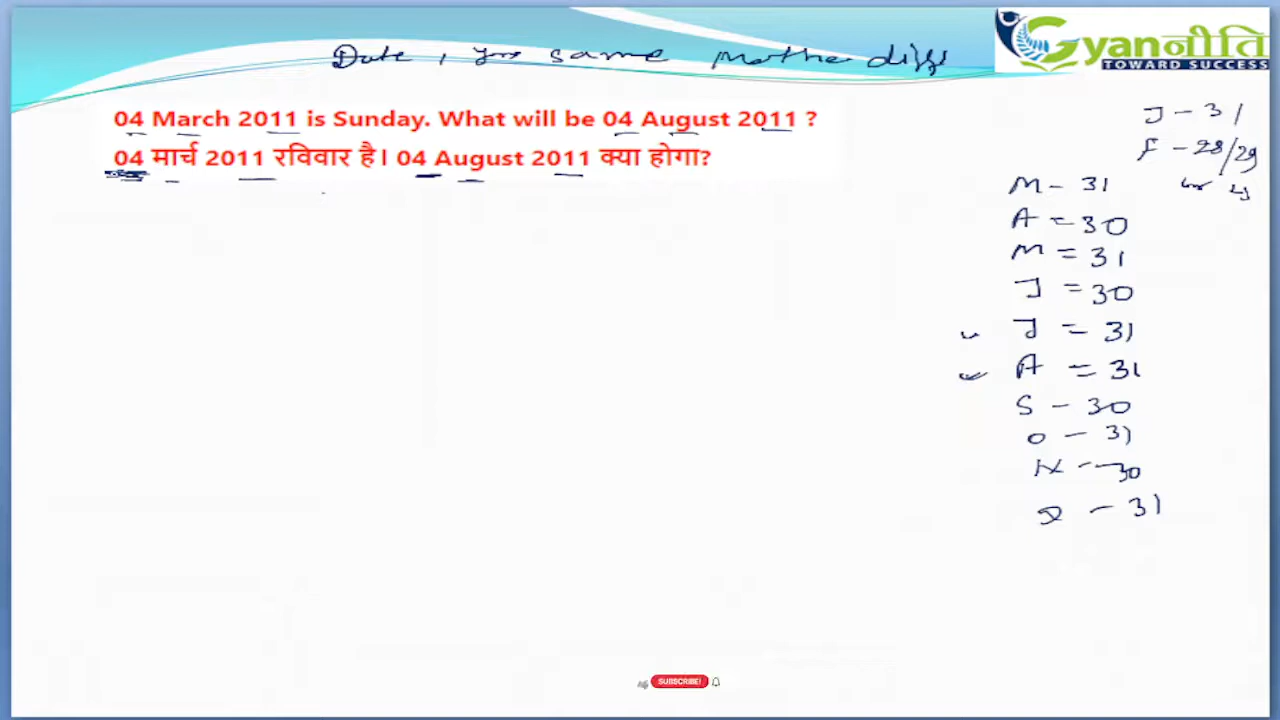 Date, year same Mothe diff
Gyanनीति
TOWARD SUCCESS
04 March 2011 is Sunday. What will be 04 August 2011 ?
04 मार्च 2011 रविवार है। 04 August 2011 क्या होगा?
J - 31
F - 28/29
M - 31
A = 30
M = 31
J = 30
J = 31
A = 31
S - 30
O - 31
N - 30
D - 31
SUBSCRIBE!